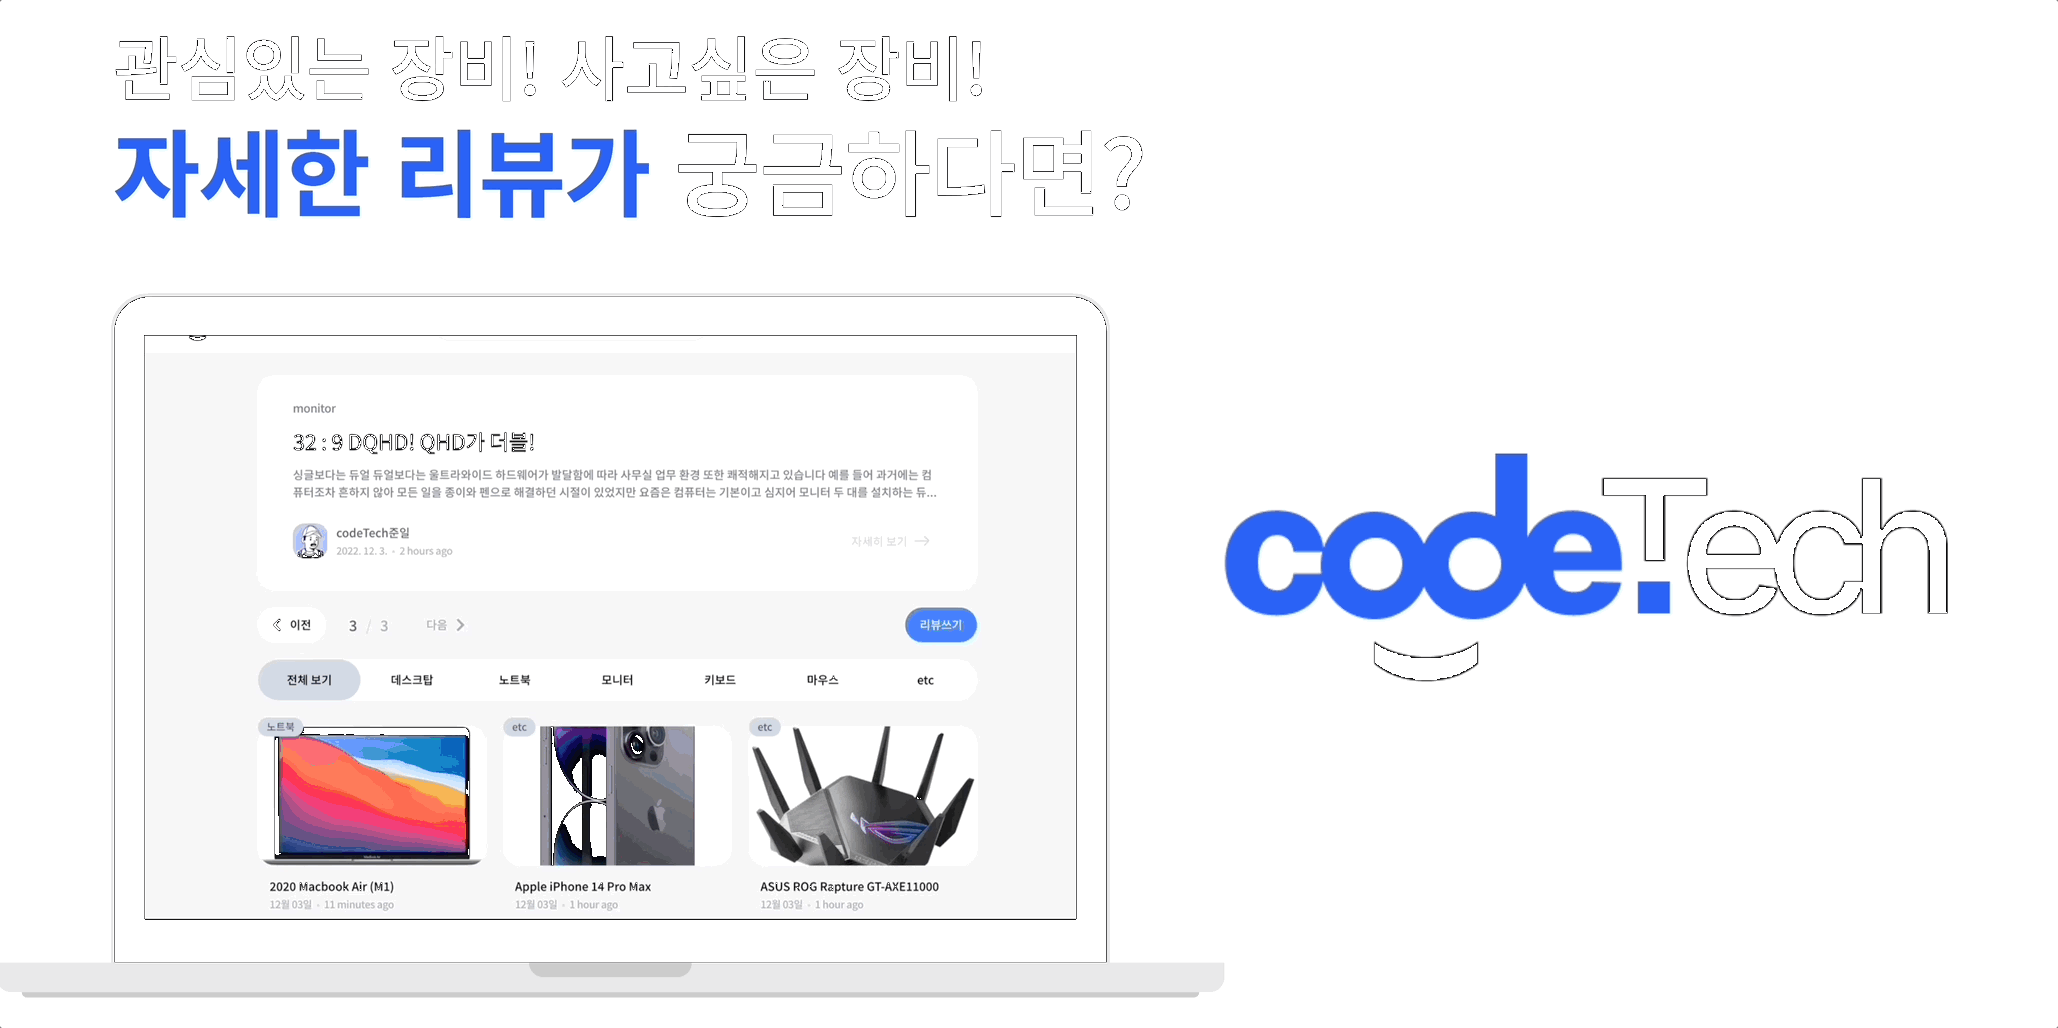 관심있는 장비! 사고싶은 장비!
자세한 리뷰가 궁금하다면?
monitor
32 : 9 DQHD! QHD가 더블!
싱글보다는 듀얼 듀얼보다는 울트라와이드 하드웨어가 발달함에 따라 사무실 업무 환경 또한 쾌적해지고 있습니다 예를 들어 과거에는 컴
퓨터조차 흔하지 않아 모든 일을 종이와 펜으로 해결하던 시절이 있었지만 요즘은 컴퓨터는 기본이고 심지어 모니터 두 대를 설치하는 듀...
codeTech준일
2022. 12. 3. • 2 hours ago
자세히 보기
이전 3 / 3 다음
리뷰쓰기
전체 보기 데스크탑 노트북 모니터 키보드 마우스 etc
노트북 etc etc
2020 Macbook Air (M1) Apple iPhone 14 Pro Max ASUS ROG Rapture GT-AXE11000
12월 03일 • 11 minutes ago 12월 03일 • 1 hour ago 12월 03일 • 1 hour ago
code.Tech